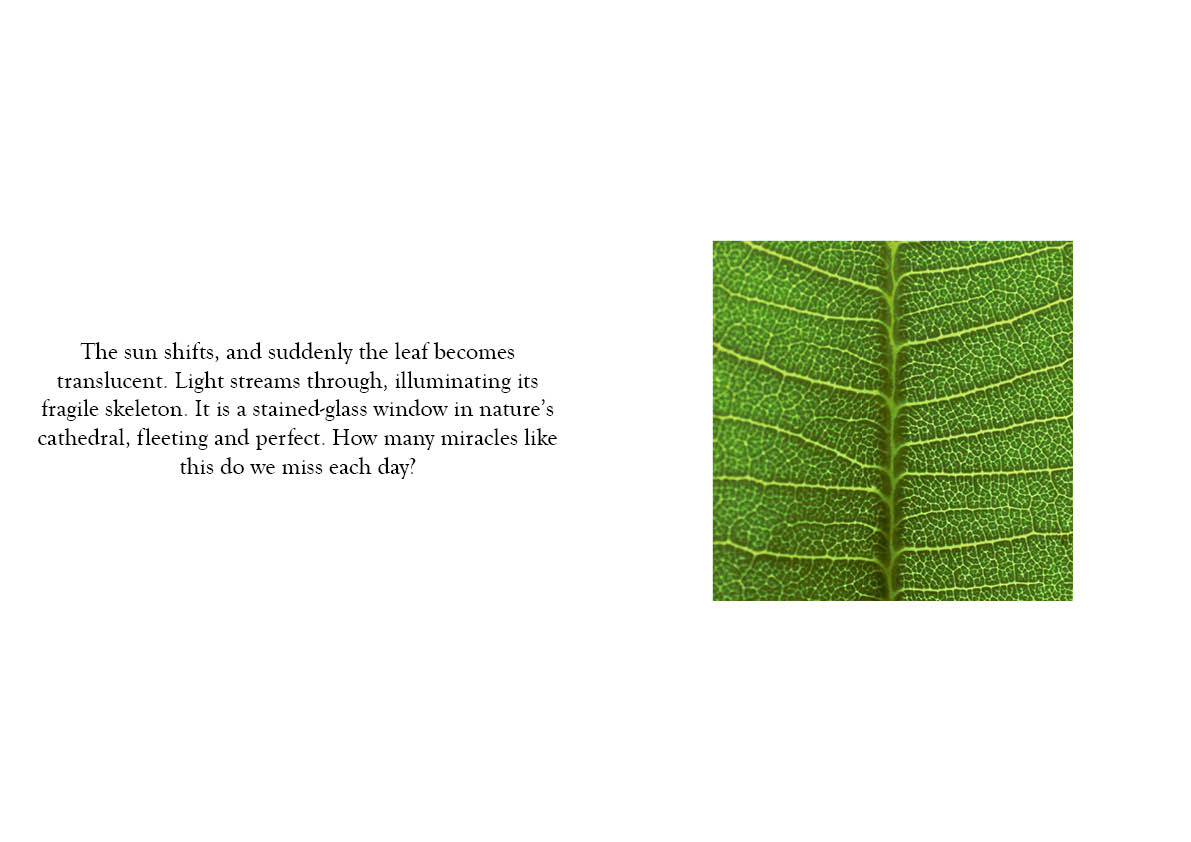 The sun shifts, and suddenly the leaf becomes
translucent. Light streams through, illuminating its
fragile skeleton. It is a stained-glass window in nature’s
cathedral, fleeting and perfect. How many miracles like
this do we miss each day?